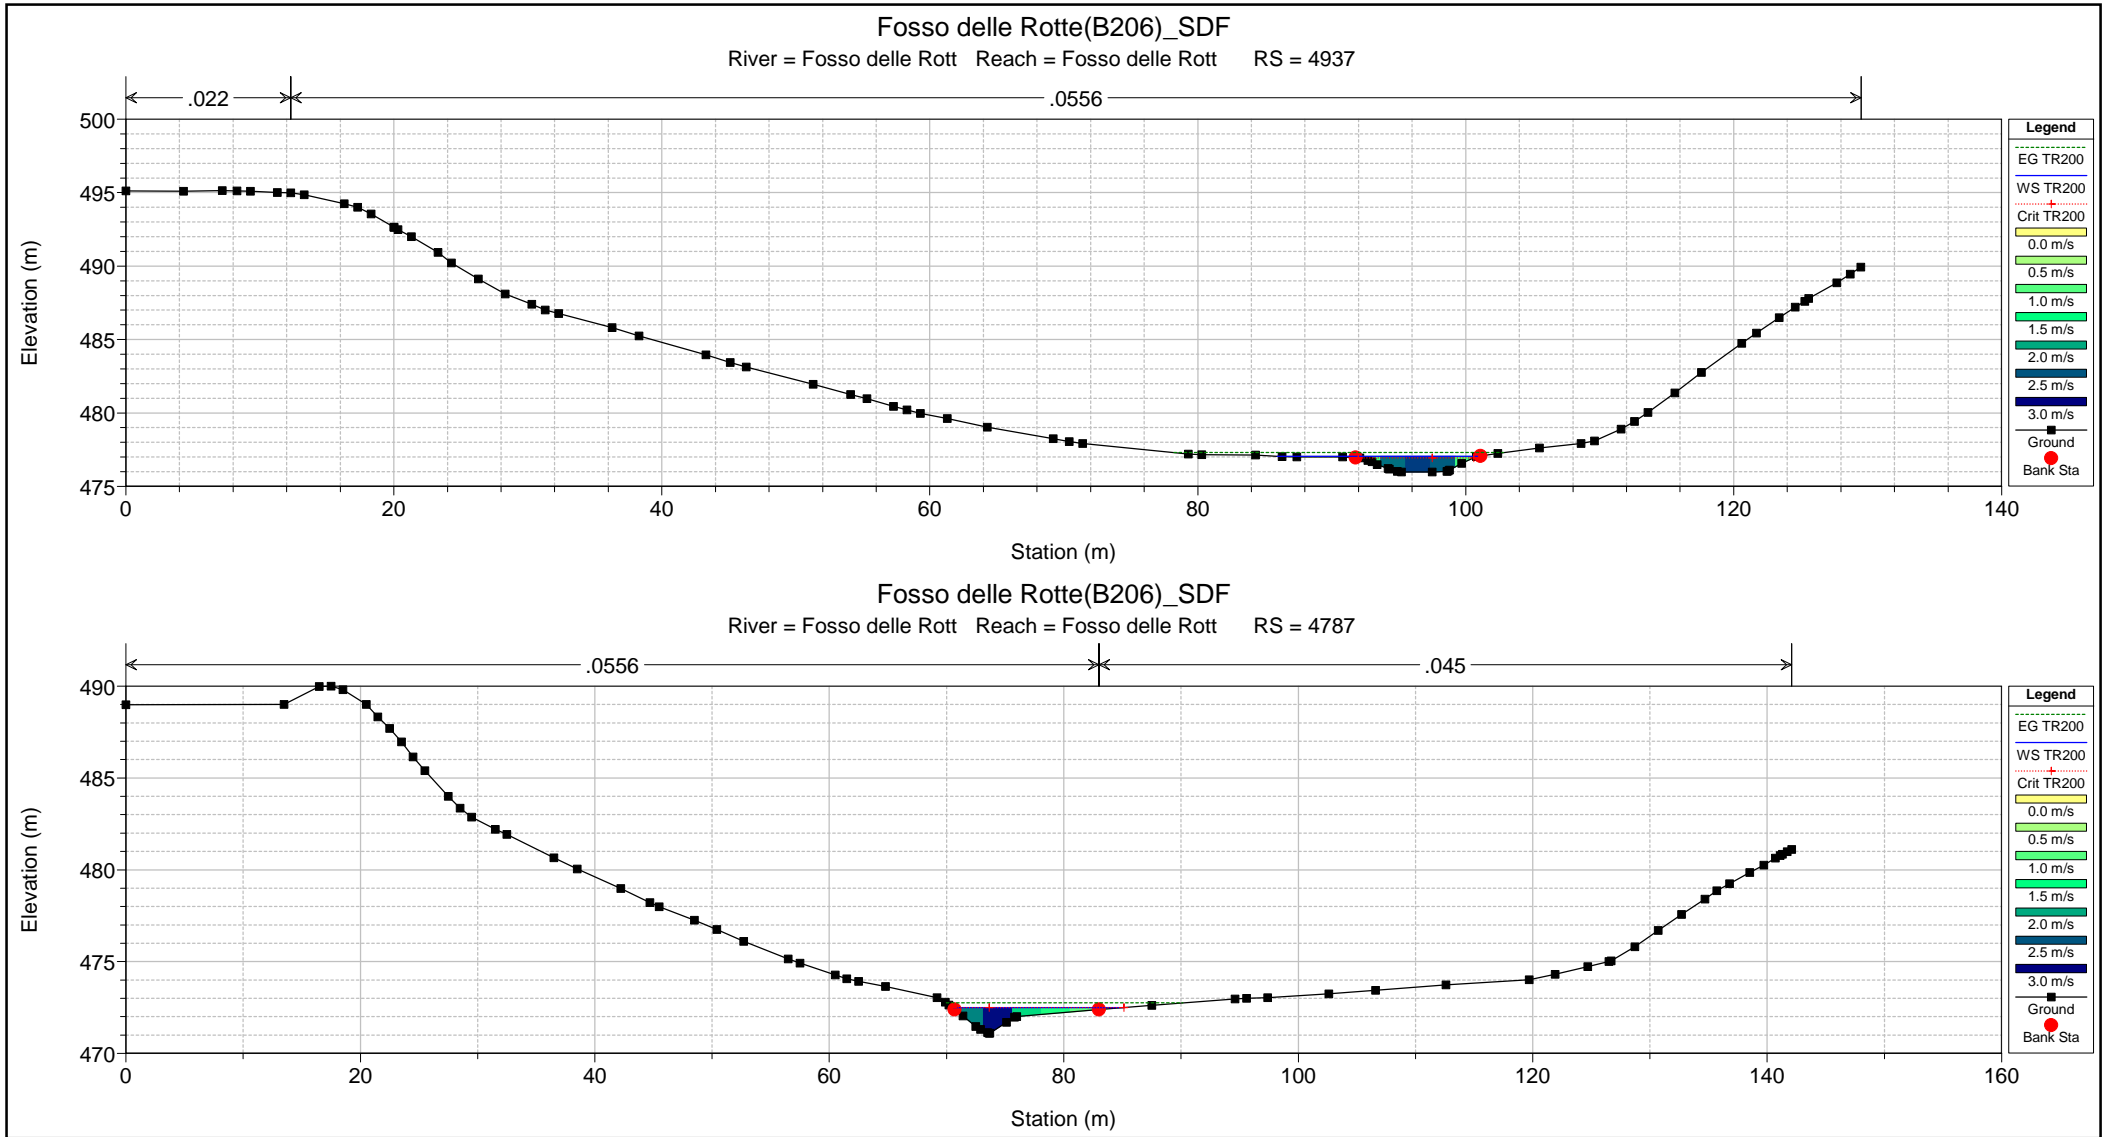 Fosso delle Rotte(B206)_SDF
River = Fosso delle Rott Reach = Fosso delle Rott RS = 4937
.022 .0556
Elevation (m)
500
495
490
485
480
475
0 20 40 60 80 100 120 140
Station (m)
Legend
EG TR200
WS TR200
Crit TR200
0.0 m/s
0.5 m/s
1.0 m/s
1.5 m/s
2.0 m/s
2.5 m/s
3.0 m/s
Ground
Bank Sta
Fosso delle Rotte(B206)_SDF
River = Fosso delle Rott Reach = Fosso delle Rott RS = 4787
.0556 .045
Elevation (m)
490
485
480
475
470
0 20 40 60 80 100 120 140 160
Station (m)
Legend
EG TR200
WS TR200
Crit TR200
0.0 m/s
0.5 m/s
1.0 m/s
1.5 m/s
2.0 m/s
2.5 m/s
3.0 m/s
Ground
Bank Sta